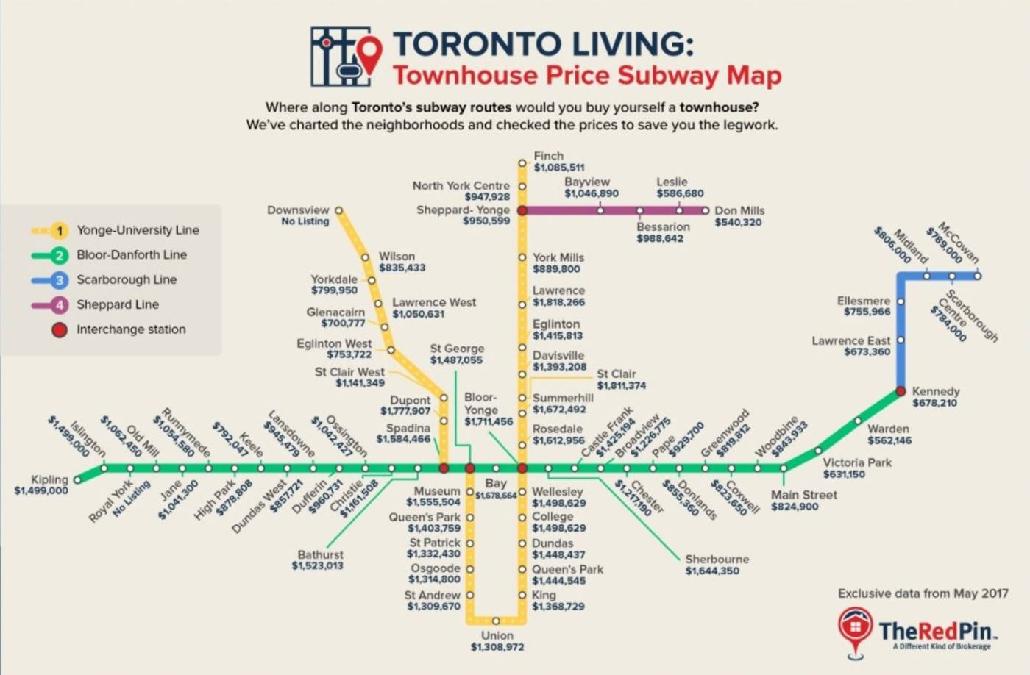 TORONTO LIVING:
Townhouse Price Subway Map
Where along Toronto's subway routes would you buy yourself a townhouse?
We've charted the neighborhoods and checked the prices to save you the legwork.
1 Yonge-University Line
2 Bloor-Danforth Line
3 Scarborough Line
4 Sheppard Line
Interchange station
Finch
$1,085,511
North York Centre
$947,928
Sheppard- Yonge
$950,599
Bayview
$1,046,890
Leslie
$586,680
Bessarion
$988,642
Don Mills
$540,320
Downsview
No Listing
Wilson
$835,433
Yorkdale
$799,950
Lawrence West
$1,050,631
Glenacairn
$700,777
Eglinton West
$753,722
St Clair West
$1,141,349
Dupont
$1,777,907
Spadina
$1,584,466
St George
$1,487,055
Bloor-
Yonge
$1,711,456
York Mills
$889,800
Lawrence
$1,818,266
Eglinton
$1,415,813
Davisville
$1,393,208
St Clair
$1,811,374
Summerhill
$1,672,492
Rosedale
$1,612,956
McCowan
$789,000
Midland
$806,000
Scarborough
Centre
$784,000
Ellesmere
$755,966
Lawrence East
$673,360
Kennedy
$678,210
Warden
$562,146
Victoria Park
$631,150
Main Street
$824,900
Kipling
$1,499,000
Islington
$1,499,000
Royal York
No Listing
Old Mill
$1,062,450
Jane
$1,041,300
Runnymede
$1,054,580
High Park
$878,808
Keele
$792,047
Dundas West
$857,721
Lansdowne
$945,479
Dufferin
$960,731
Ossington
$1,042,427
Christie
$1,161,508
Bathurst
$1,523,013
Bay
$1,678,664
Sherbourne
$1,644,350
Castle Frank
$1,425,194
Broadview
$1,226,775
Chester
$1,217,190
Pape
$929,700
Donlands
$855,360
Greenwood
$819,812
Coxwell
$823,650
Woodbine
$843,933
Museum
$1,555,504
Queen's Park
$1,403,759
St Patrick
$1,332,430
Osgoode
$1,314,800
St Andrew
$1,309,670
Union
$1,308,972
Wellesley
$1,498,629
College
$1,498,629
Dundas
$1,448,437
Queen's Park
$1,444,545
King
$1,368,729
Exclusive data from May 2017
TheRedPin™
A Different Kind of Brokerage